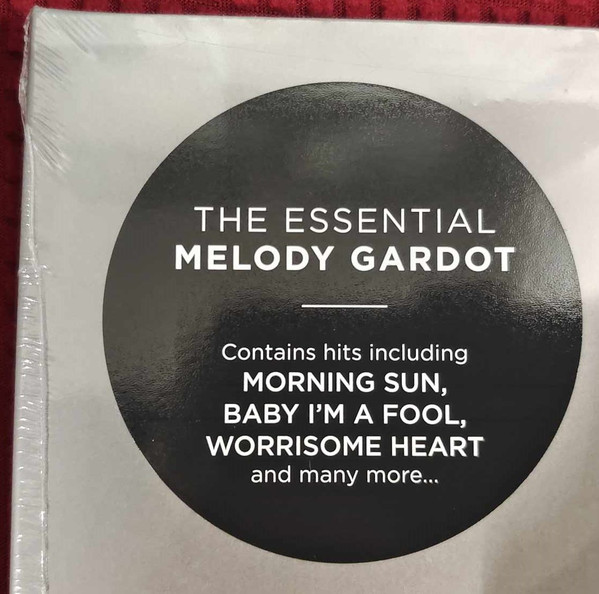 THE ESSENTIAL
MELODY GARDOT
Contains hits including
MORNING SUN,
BABY I'M A FOOL,
WORRISOME HEART
and many more...